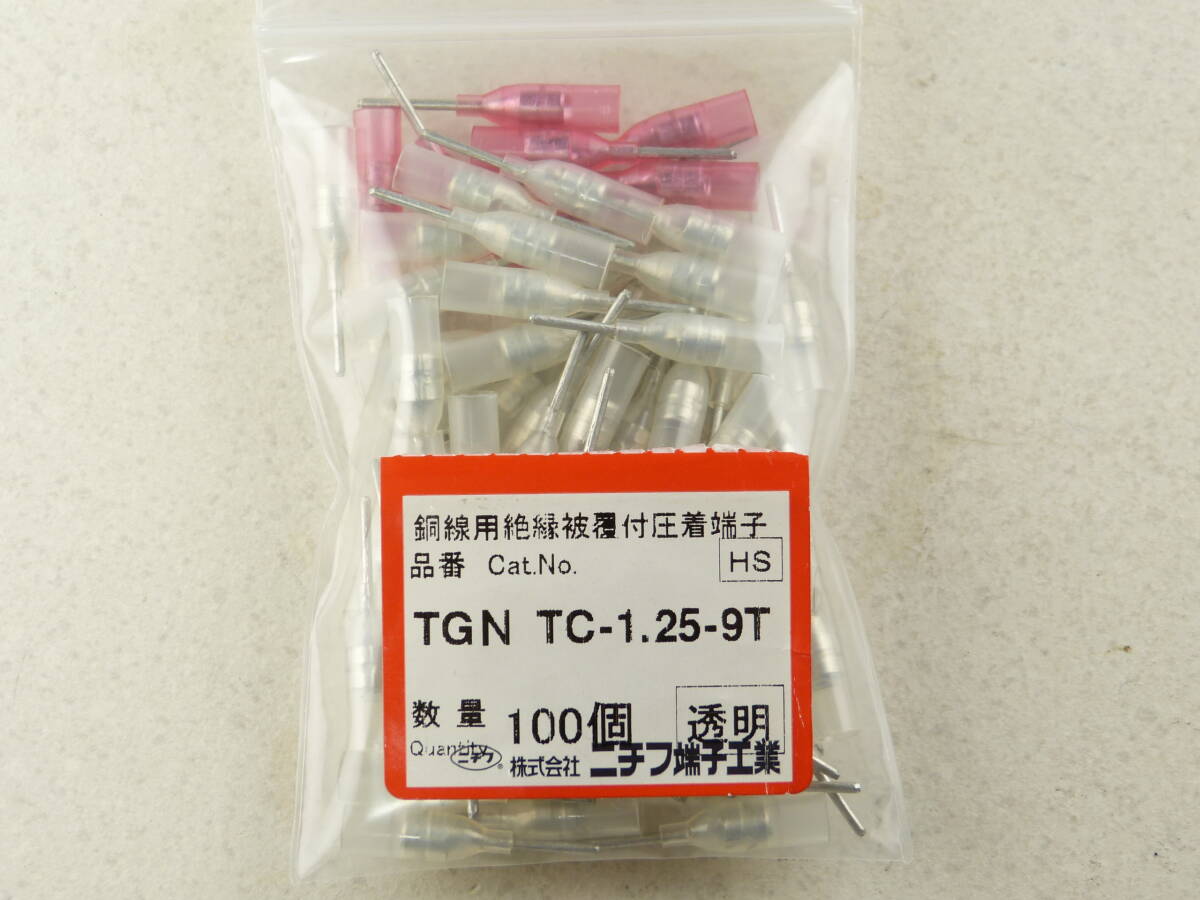 銅線用絶縁被覆付圧着端子
品番 Cat.No. HS
TGN TC-1.25-9T
数量 100個 透明
Quantity
ニチフ® 株式会社 ニチフ端子工業